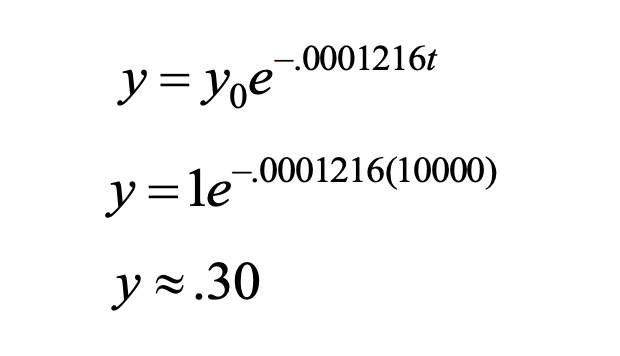 y = y₀e^{-.0001216t}
y = 1e^{-.0001216(10000)}
y ≈ .30